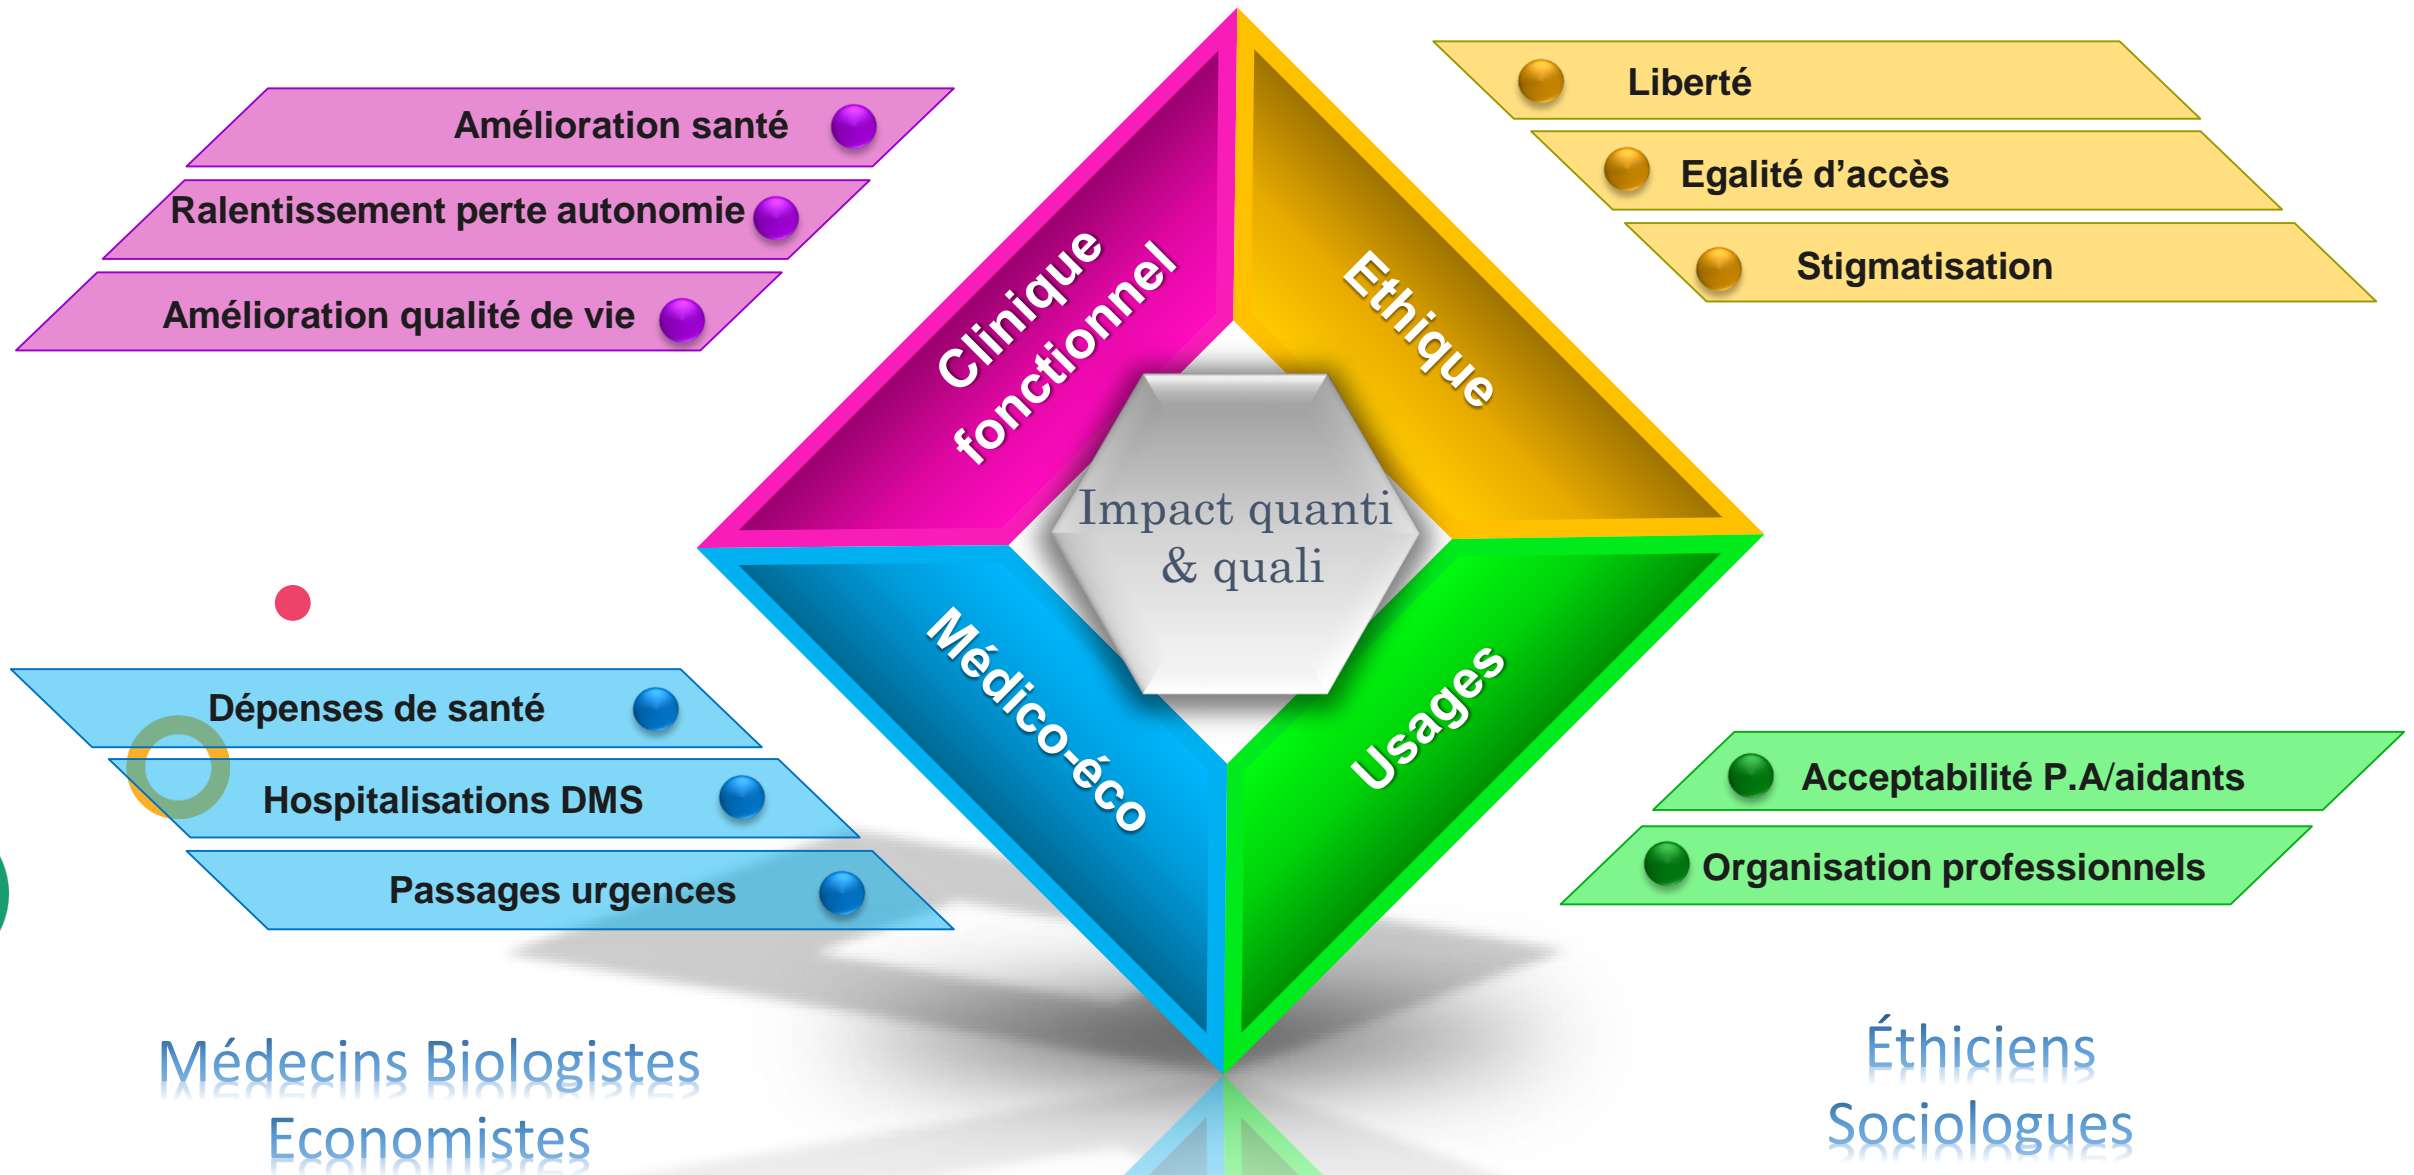 Amélioration santé
Ralentissement perte autonomie
Amélioration qualité de vie
Liberté
Egalité d’accès
Stigmatisation
Clinique
fonctionnel
Ethique
Impact quanti
& quali
Médico-éco
Usages
Dépenses de santé
Hospitalisations DMS
Passages urgences
Acceptabilité P.A/aidants
Organisation professionnels
Médecins Biologistes
Economistes
Éthiciens
Sociologues